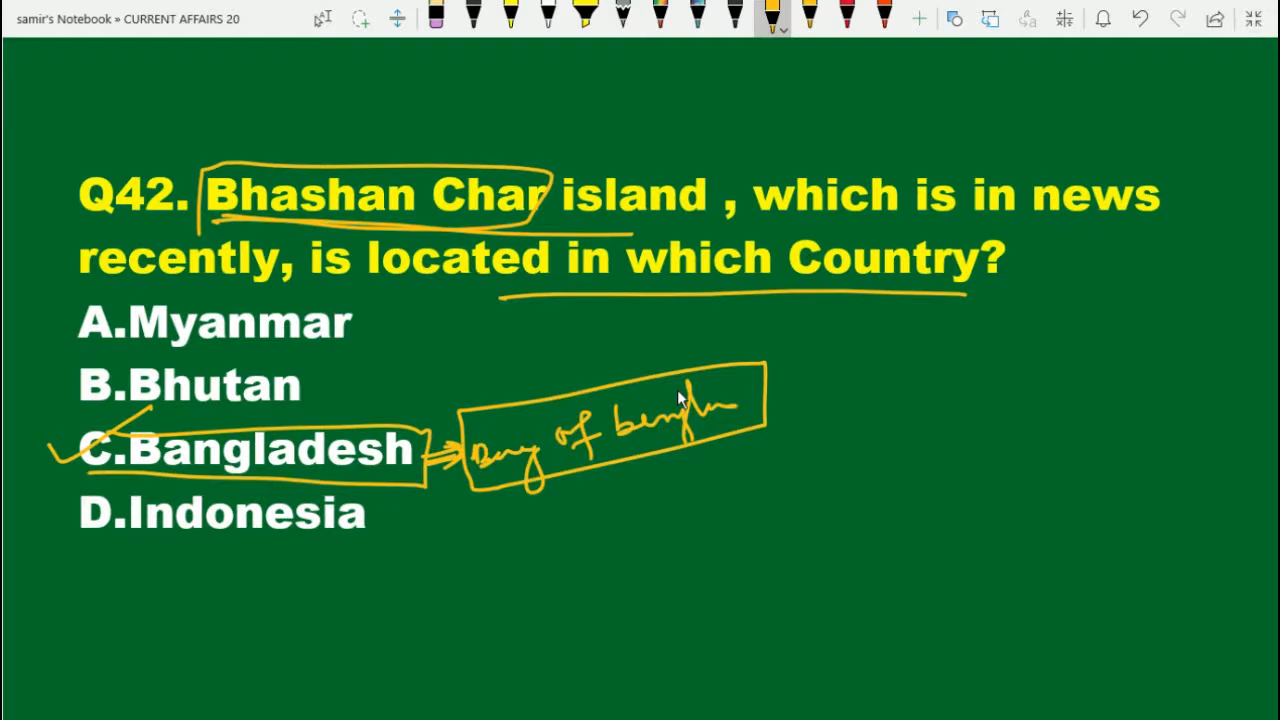 samir's Notebook » CURRENT AFFAIRS 20
Q42. Bhashan Char island , which is in news
recently, is located in which Country?
A.Myanmar
B.Bhutan
C.Bangladesh
of
D.Indonesia